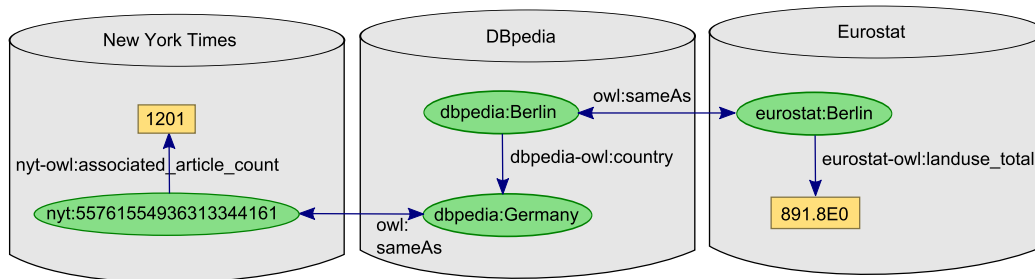 New York Times
1201
nyt-owl:associated_article_count
nyt:55761554936313344161
DBpedia
dbpedia:Berlin
dbpedia-owl:country
dbpedia:Germany
owl:
sameAs
owl:sameAs
Eurostat
eurostat:Berlin
eurostat-owl:landuse_total
891.8E0